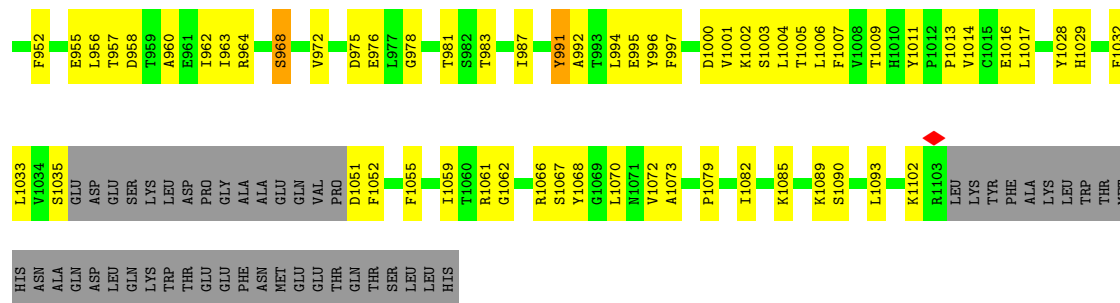 F952 E955 L956 T957 D958 T959 A960 E961 I962 I963 R964 S968 V972 D975 E976 L977 G978 T981 S982 T983 I987 Y991 A992 T993 L994 E995 Y996 F997 D1000 V1001 K1002 S1003 L1004 T1005 L1006 F1007 V1008 T1009 H1010 Y1011 P1012 P1013 V1014 C1015 E1016 L1017 Y1028 H1029 F1032
L1033 V1034 S1035 GLU ASP GLU SER LYS LEU ASP PRO GLY ALA ALA GLU GLN VAL PRO D1051 F1052 F1055 I1059 T1060 R1061 G1062 R1066 S1067 Y1068 G1069 L1070 N1071 V1072 A1073 P1079 I1082 K1085 K1089 S1090 L1093 K1102 R1103 LEU LYS TYR PHE ALA LYS LEU TRP THR
HIS ASN ALA GLN ASP LEU GLN LYS TRP THR GLU GLU PHE ASN MET GLU GLU THR GLN THR SER LEU LEU HIS